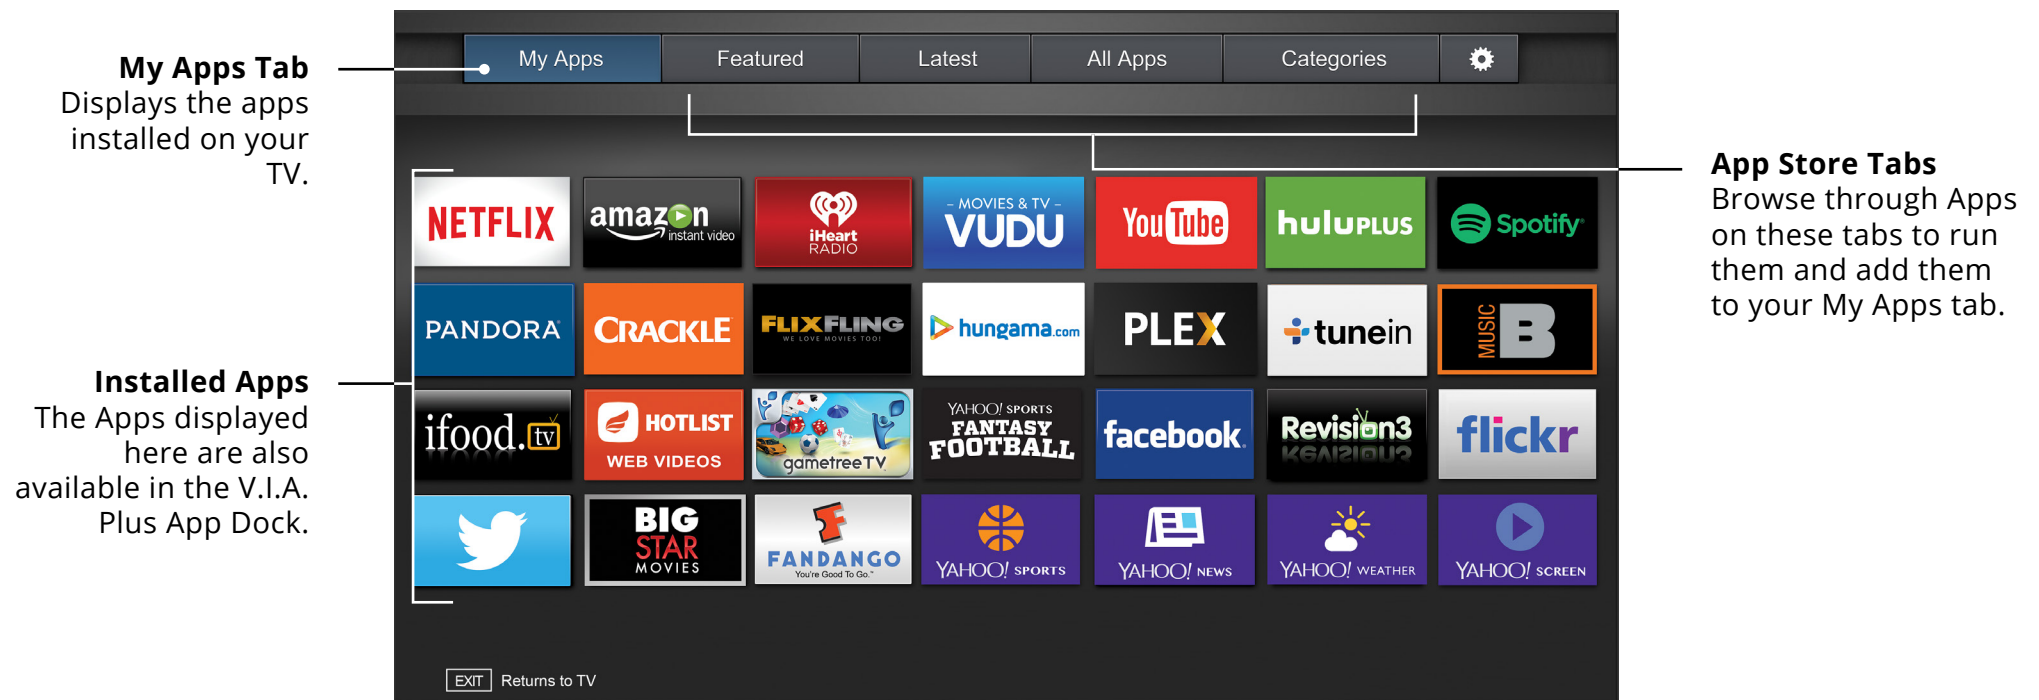 My Apps Tab
Displays the apps
installed on your
TV.
Installed Apps
The Apps displayed
here are also
available in the V.I.A.
Plus App Dock.
My Apps
Featured
Latest
All Apps
Categories
NETFLIX
amazon
instant video
iHeart
RADIO
– MOVIES & TV –
VUDU
YouTube
huluPLUS
Spotify
PANDORA
CRACKLE
FLIXFLING
WE LOVE MOVIES TOO!
hungama.com
PLEX
tunein
MUSIC B
ifood.tv
HOTLIST
WEB VIDEOS
gametreeTV
YAHOO! SPORTS
FANTASY
FOOTBALL
facebook
Revision3
flickr
BIG
STAR
MOVIES
FANDANGO
You're Good To Go.™
YAHOO! SPORTS
YAHOO! NEWS
YAHOO! WEATHER
YAHOO! SCREEN
EXIT Returns to TV
App Store Tabs
Browse through Apps
on these tabs to run
them and add them
to your My Apps tab.